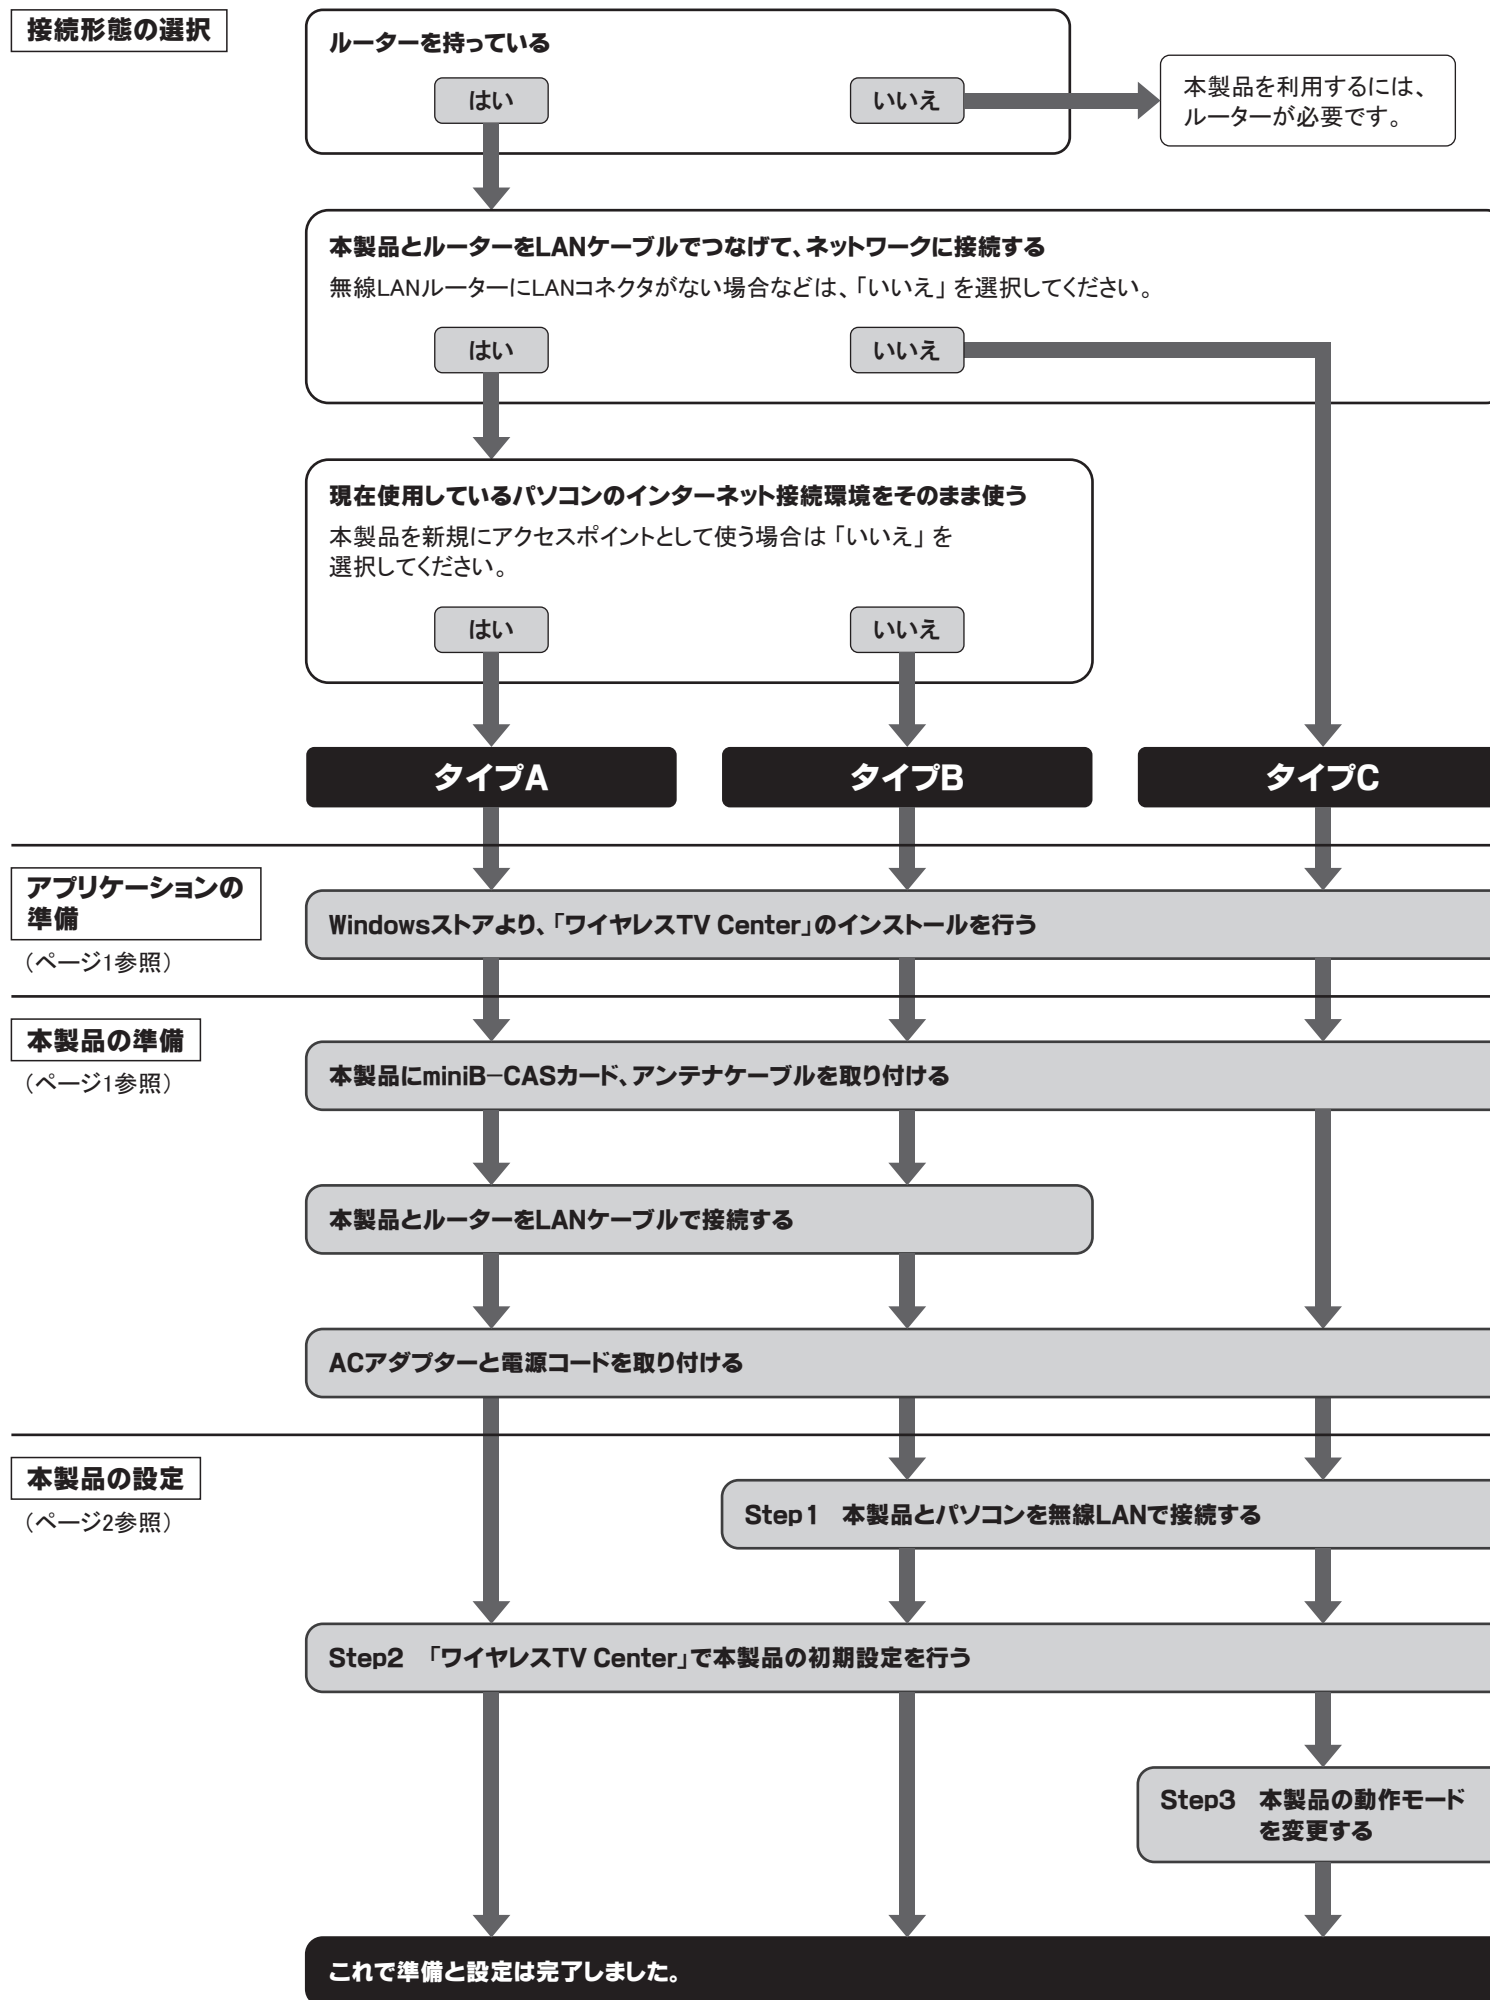 接続形態の選択
ルーターを持っている
はい
いいえ
本製品を利用するには、
ルーターが必要です。
本製品とルーターをLANケーブルでつなげて、ネットワークに接続する
無線LANルーターにLANコネクタがない場合などは、「いいえ」を選択してください。
はい
いいえ
現在使用しているパソコンのインターネット接続環境をそのまま使う
本製品を新規にアクセスポイントとして使う場合は「いいえ」を
選択してください。
はい
いいえ
タイプA
タイプB
タイプC
アプリケーションの
準備
（ページ1参照）
Windowsストアより、「ワイヤレスTV Center」のインストールを行う
本製品の準備
（ページ1参照）
本製品にminiB-CASカード、アンテナケーブルを取り付ける
本製品とルーターをLANケーブルで接続する
ACアダプターと電源コードを取り付ける
本製品の設定
（ページ2参照）
Step1　本製品とパソコンを無線LANで接続する
Step2　「ワイヤレスTV Center」で本製品の初期設定を行う
Step3　本製品の動作モード
を変更する
これで準備と設定は完了しました。